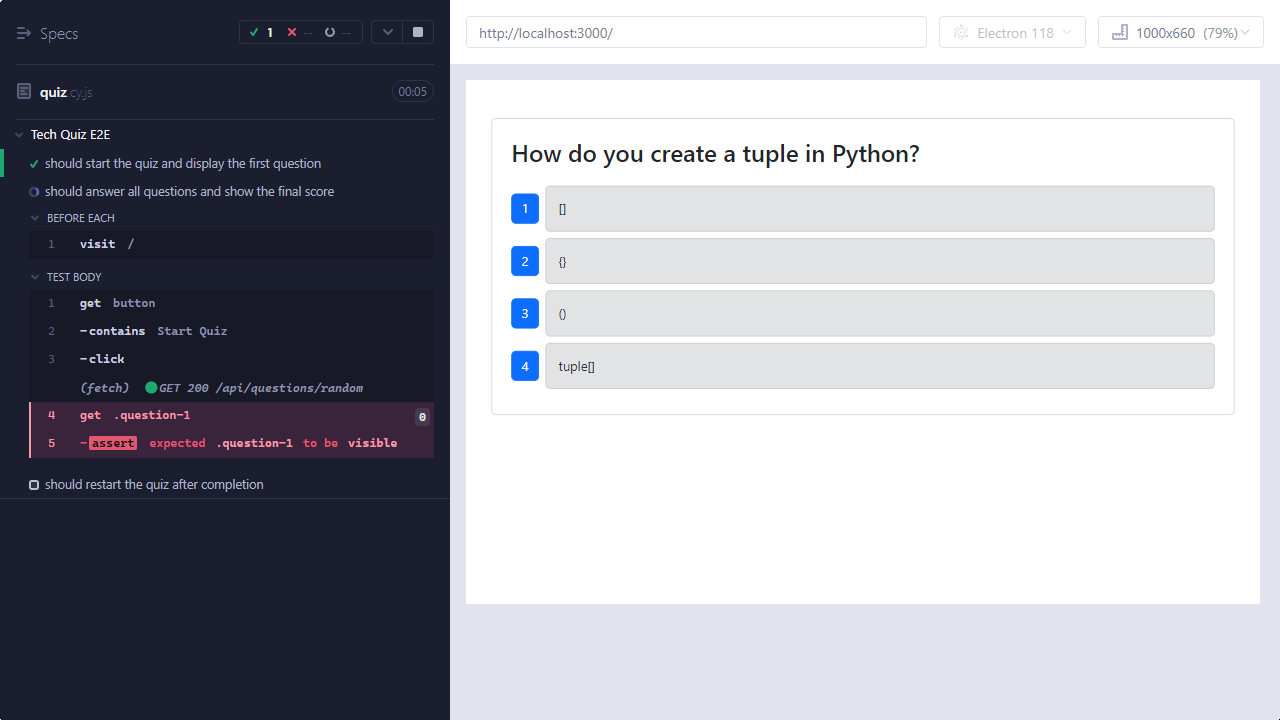 Specs
1 -- --
quiz.cy.js
00:05
Tech Quiz E2E
should start the quiz and display the first question
should answer all questions and show the final score
BEFORE EACH
1 visit /
TEST BODY
1 get button
2 -contains Start Quiz
3 -click
(fetch) GET 200 /api/questions/random
4 get .question-1 0
5 -assert expected .question-1 to be visible
should restart the quiz after completion
http://localhost:3000/
Electron 118
1000x660 (79%)
How do you create a tuple in Python?
1 []
2 {}
3 ()
4 tuple[]